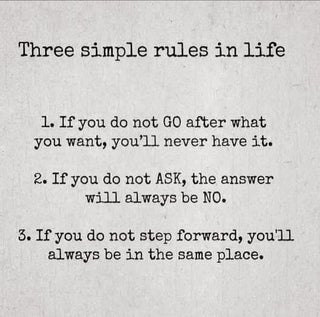 Three simple rules in life
1. If you do not GO after what
you want, you'll never have it.
2. If you do not ASK, the answer
will always be NO.
3. If you do not step forward, you'll
always be in the same place.